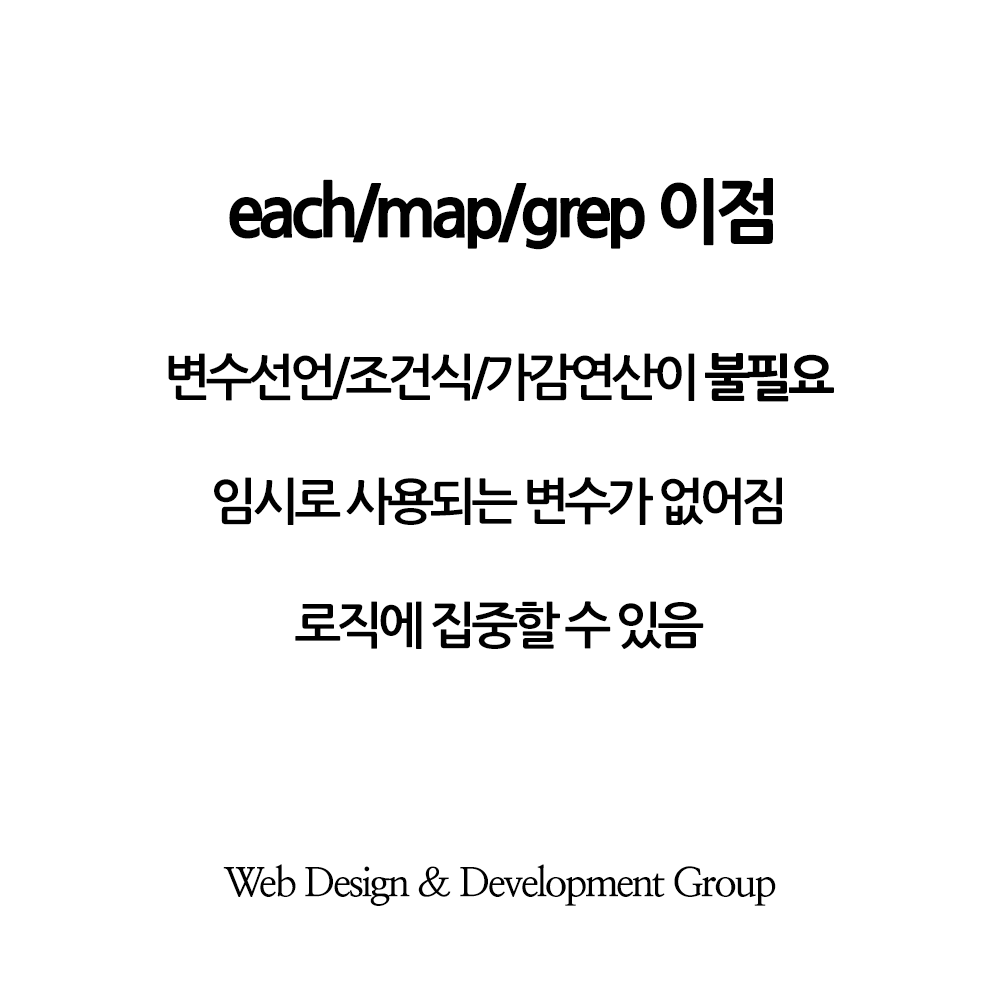 each/map/grep 이점
변수선언/조건식/가감연산이 불필요
임시로 사용되는 변수가 없어짐
로직에 집중할 수 있음
Web Design & Development Group